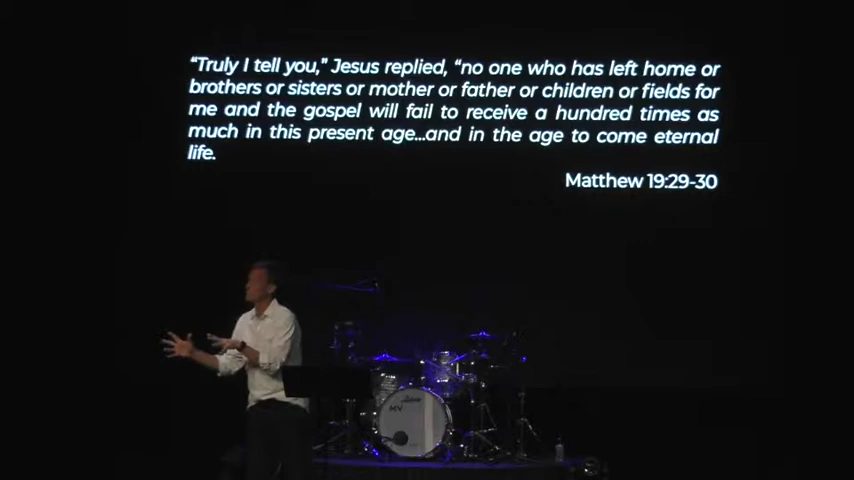 “Truly I tell you,” Jesus replied, “no one who has left home or
brothers or sisters or mother or father or children or fields for
me and the gospel will fail to receive a hundred times as
much in this present age...and in the age to come eternal
life.
Matthew 19:29-30
MV